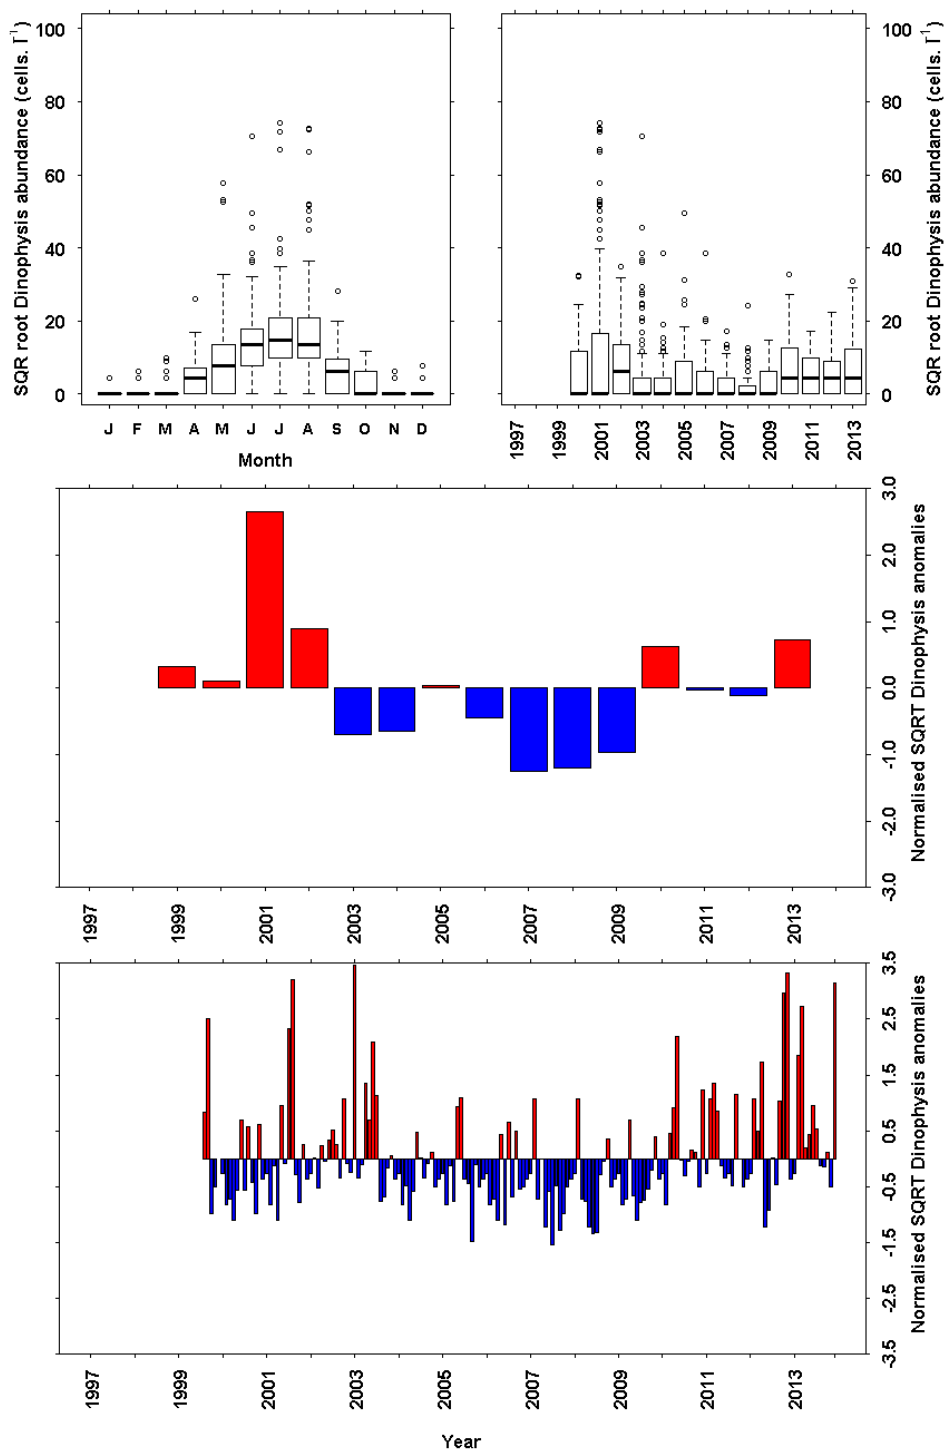 SQR root Dinophysis abundance (cells. l⁻¹)
100
80
60
40
20
0
J F M A M J J A S O N D
Month
100
80
60
40
20
0
SQR root Dinophysis abundance (cells. l⁻¹)
1997 1999 2001 2003 2005 2007 2009 2011 2013
3.0
2.0
1.0
0.0
-1.0
-2.0
-3.0
Normalised SQRT Dinophysis anomalies
1997 1999 2001 2003 2005 2007 2009 2011 2013
3.5
2.5
1.5
0.5
-0.5
-1.5
-2.5
-3.5
Normalised SQRT Dinophysis anomalies
1997 1999 2001 2003 2005 2007 2009 2011 2013
Year